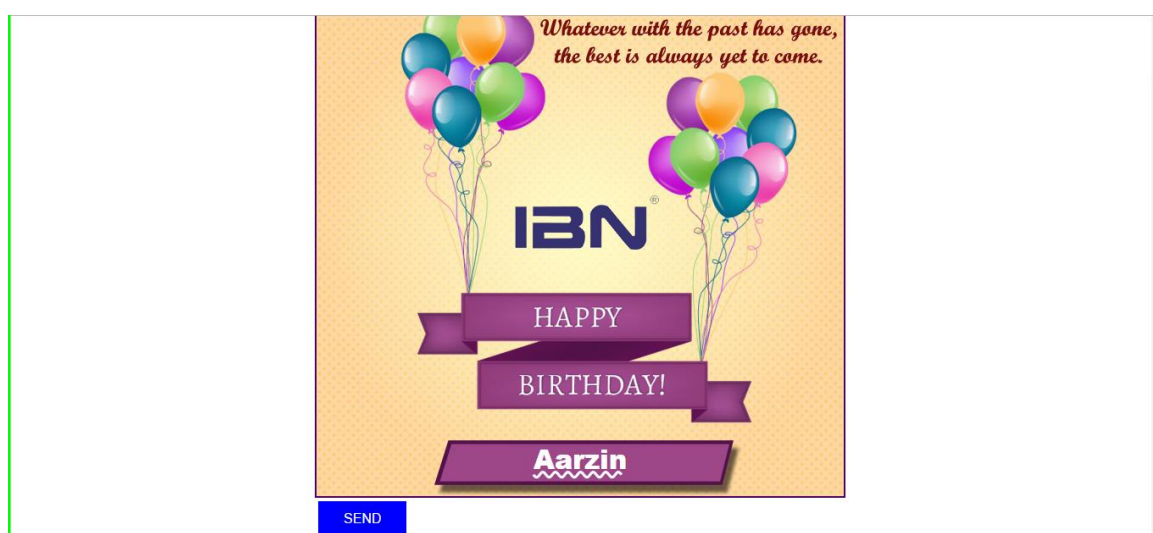 Whatever with the past has gone,
the best is always yet to come.
IBN®
HAPPY
BIRTHDAY!
Aarzin
SEND